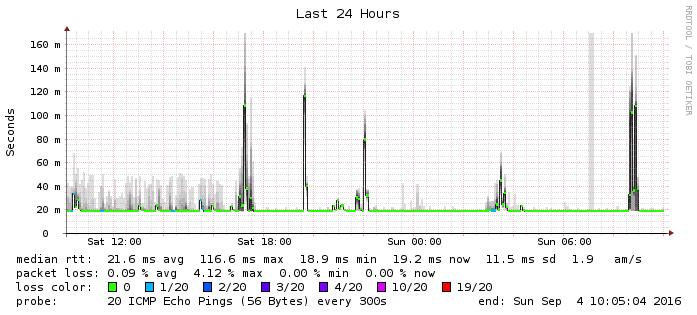 Last 24 Hours
RRDTOOL / TOBI OETIKER
Seconds
160 m
140 m
120 m
100 m
80 m
60 m
40 m
20 m
0
Sat 12:00 Sat 18:00 Sun 00:00 Sun 06:00
median rtt: 21.6 ms avg 116.6 ms max 18.9 ms min 19.2 ms now 11.5 ms sd 1.9 am/s
packet loss: 0.09 % avg 4.12 % max 0.00 % min 0.00 % now
loss color: 0 1/20 2/20 3/20 4/20 10/20 19/20
probe: 20 ICMP Echo Pings (56 Bytes) every 300s end: Sun Sep 4 10:05:04 2016